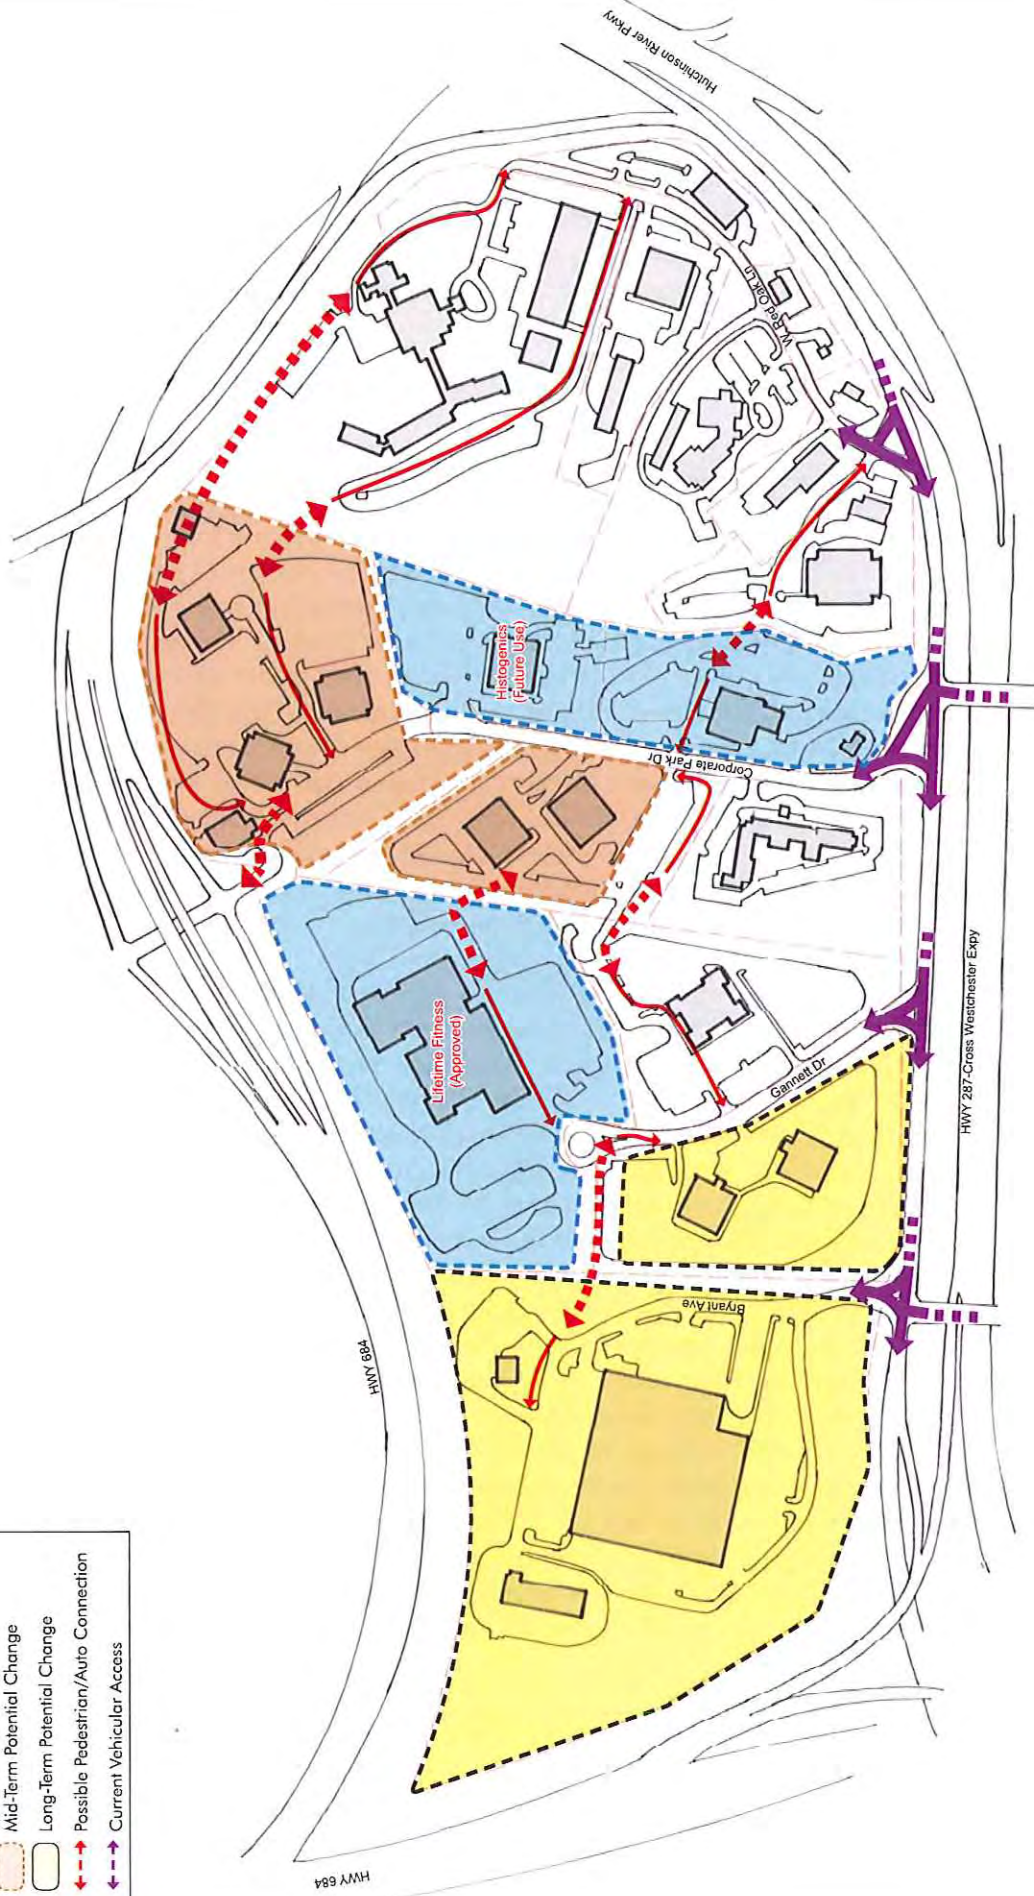 Mid-Term Potential Change
Long-Term Potential Change
Possible Pedestrian/Auto Connection
Current Vehicular Access
HWY 684
HWY 684
Lifetime Fitness
(Approved)
Histogenics
(Future Use)
Bryant Ave
Gannett Dr
Corporate Park Dr
W Red Oak Ln
HWY 287-Cross Westchester Expy
Hutchinson River Pkwy